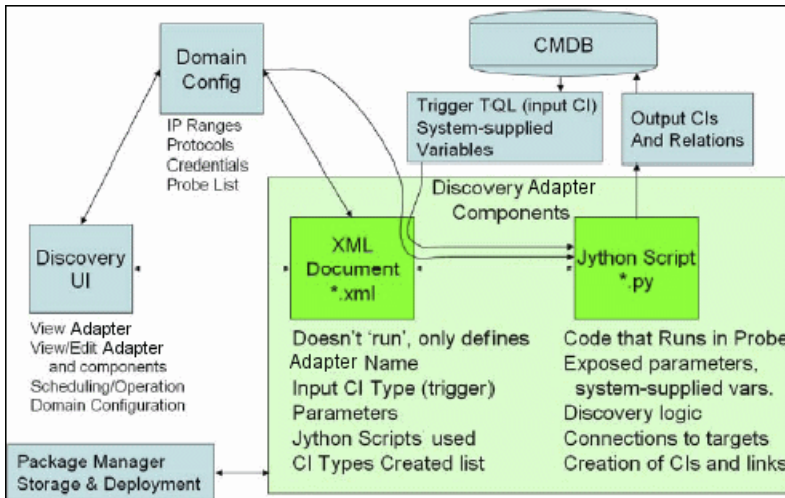 Domain
Config
IP Ranges
Protocols
Credentials
Probe List
CMDB
Trigger TQL (input CI)
System-supplied
Variables
Output CIs
And Relations
Discovery Adapter
Components
Discovery
UI
View Adapter
View/Edit Adapter
and components
Scheduling/Operation
Domain Configuration
XML
Document
*.xml
Doesn't 'run', only defines
Adapter Name
Input CI Type (trigger)
Parameters
Jython Scripts used
CI Types Created list
Jython Script
*.py
Code that Runs in Probe
Exposed parameters,
system-supplied vars.
Discovery logic
Connections to targets
Creation of CIs and links
Package Manager
Storage & Deployment